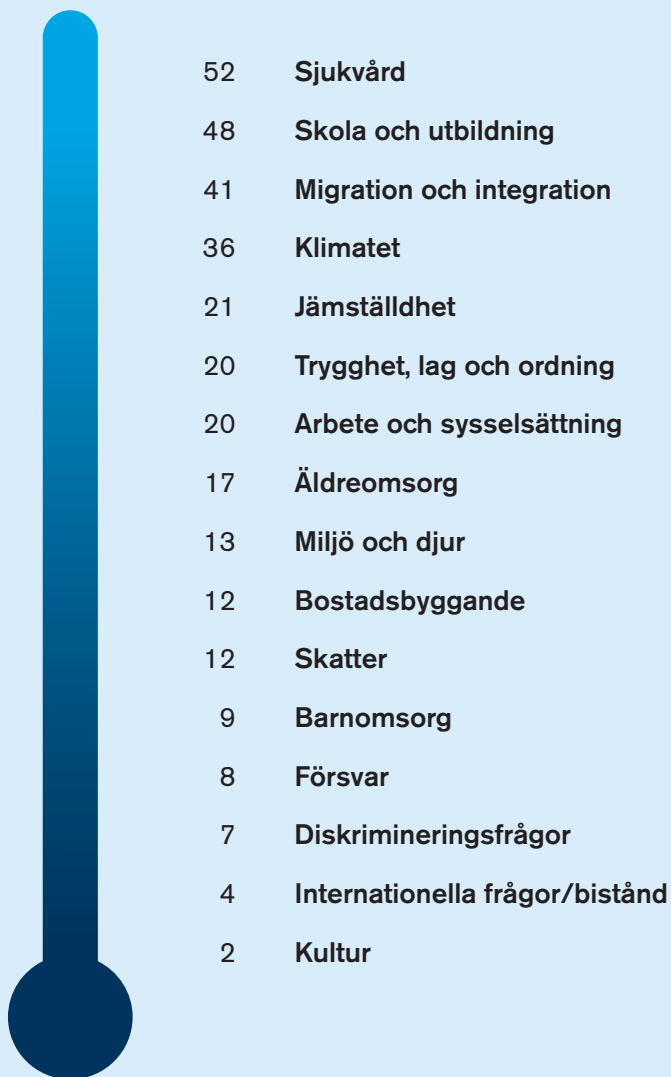 52 Sjukvård
48 Skola och utbildning
41 Migration och integration
36 Klimatet
21 Jämställdhet
20 Trygghet, lag och ordning
20 Arbete och sysselsättning
17 Äldreomsorg
13 Miljö och djur
12 Bostadsbyggande
12 Skatter
9 Barnomsorg
8 Försvar
7 Diskrimineringsfrågor
4 Internationella frågor/bistånd
2 Kultur